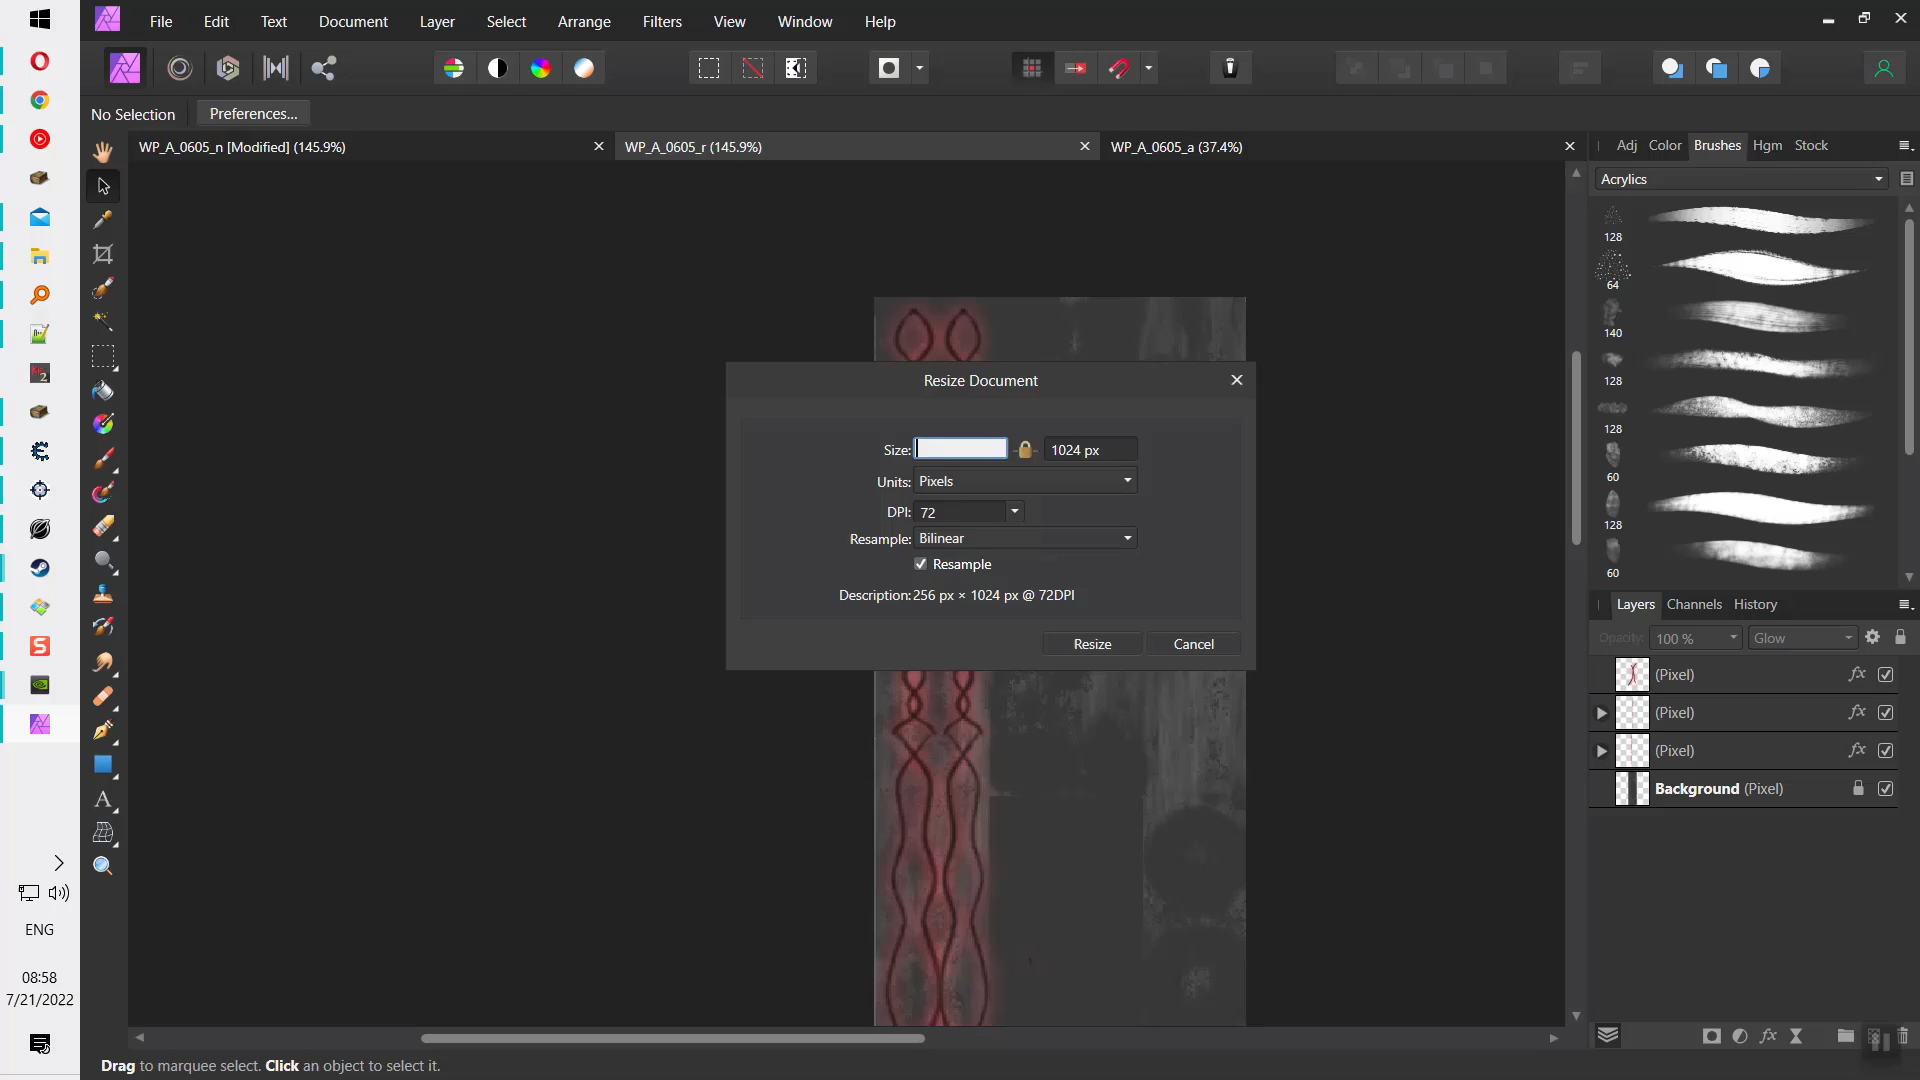 File Edit Text Document Layer Select Arrange Filters View Window Help
No Selection Preferences...
WP_A_0605_n [Modified] (145.9%) WP_A_0605_r (145.9%) WP_A_0605_a (37.4%)
Adj Color Brushes Hgm Stock
Acrylics
128
64
140
128
128
60
128
60
Resize Document
Size: 1024 px
Units: Pixels
DPI: 72
Resample: Bilinear
Resample
Description: 256 px × 1024 px @ 72DPI
Resize Cancel
Layers Channels History
Opacity: 100 % Glow
(Pixel) fx
(Pixel) fx
(Pixel) fx
Background (Pixel)
ENG
08:58
7/21/2022
Drag to marquee select. Click an object to select it.